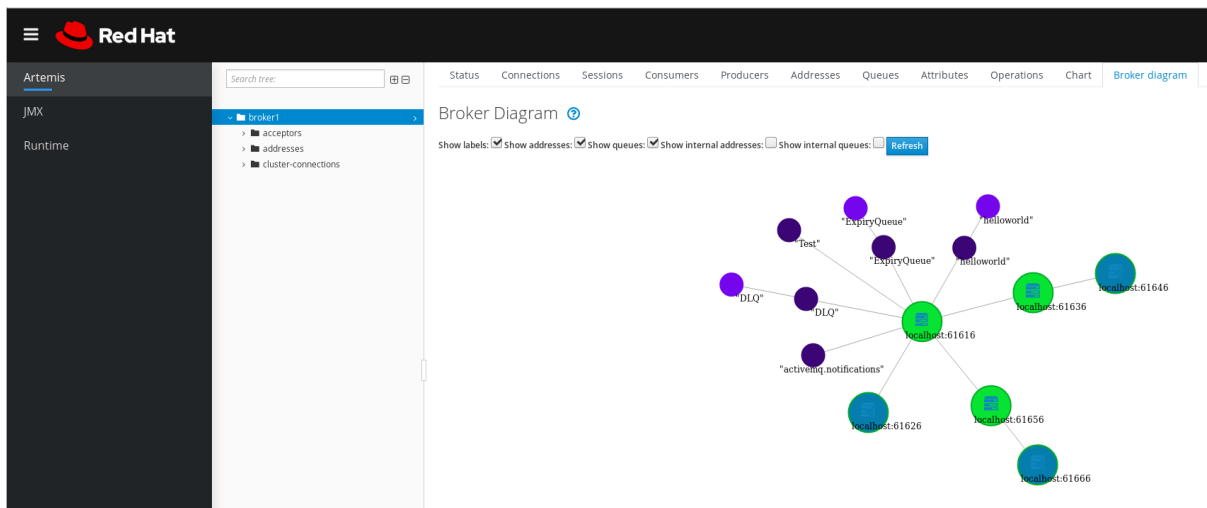 Red Hat
Artemis
JMX
Runtime
Search tree:
broker1
acceptors
addresses
cluster-connections
Status Connections Sessions Consumers Producers Addresses Queues Attributes Operations Chart Broker diagram
Broker Diagram
Show labels: Show addresses: Show queues: Show internal addresses: Show internal queues: Refresh
"ExpiryQueue"
"helloworld"
"Test"
"ExpiryQueue"
"helloworld"
localhost:61646
"DLQ"
"DLQ"
localhost:61636
localhost:61616
"activemq.notifications"
localhost:61626
localhost:61656
localhost:61666